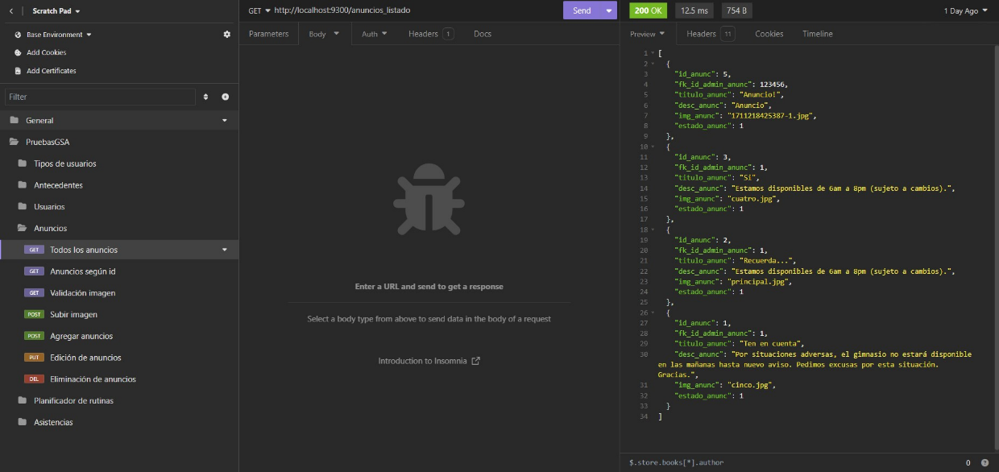 Scratch Pad
Base Environment
Add Cookies
Add Certificates
Filter
General
PruebasGSA
Tipos de usuarios
Antecedentes
Usuarios
Anuncios
GET Todos los anuncios
GET Anuncios según id
GET Validación imagen
POST Subir imagen
POST Agregar anuncios
PUT Edición de anuncios
DEL Eliminación de anuncios
Planificador de rutinas
Asistencias
GET http://localhost:9300/anuncios_listado Send
Parameters Body Auth Headers 1 Docs
Enter a URL and send to get a response
Select a body type from above to send data in the body of a request
Introduction to Insomnia
200 OK 12.5 ms 754 B 1 Day Ago
Preview Headers 11 Cookies Timeline
1 [
2 {
3 "id_anunc": 5,
4 "fk_id_admin_anunc": 123456,
5 "titulo_anunc": "Anuncio!",
6 "desc_anunc": "Anuncio",
7 "img_anunc": "1711218425387-1.jpg",
8 "estado_anunc": 1
9 },
10 {
11 "id_anunc": 3,
12 "fk_id_admin_anunc": 1,
13 "titulo_anunc": "Sí",
14 "desc_anunc": "Estamos disponibles de 6am a 8pm (sujeto a cambios).",
15 "img_anunc": "cuatro.jpg",
16 "estado_anunc": 1
17 },
18 {
19 "id_anunc": 2,
20 "fk_id_admin_anunc": 1,
21 "titulo_anunc": "Recuerda...",
22 "desc_anunc": "Estamos disponibles de 6am a 8pm (sujeto a cambios).",
23 "img_anunc": "principal.jpg",
24 "estado_anunc": 1
25 },
26 {
27 "id_anunc": 1,
28 "fk_id_admin_anunc": 1,
29 "titulo_anunc": "Ten en cuenta",
30 "desc_anunc": "Por situaciones adversas, el gimnasio no estará disponible
en las mañanas hasta nuevo aviso. Pedimos excusas por esta situación.
Gracias.",
31 "img_anunc": "cinco.jpg",
32 "estado_anunc": 1
33 }
34 ]
$.store.books[*].author 0